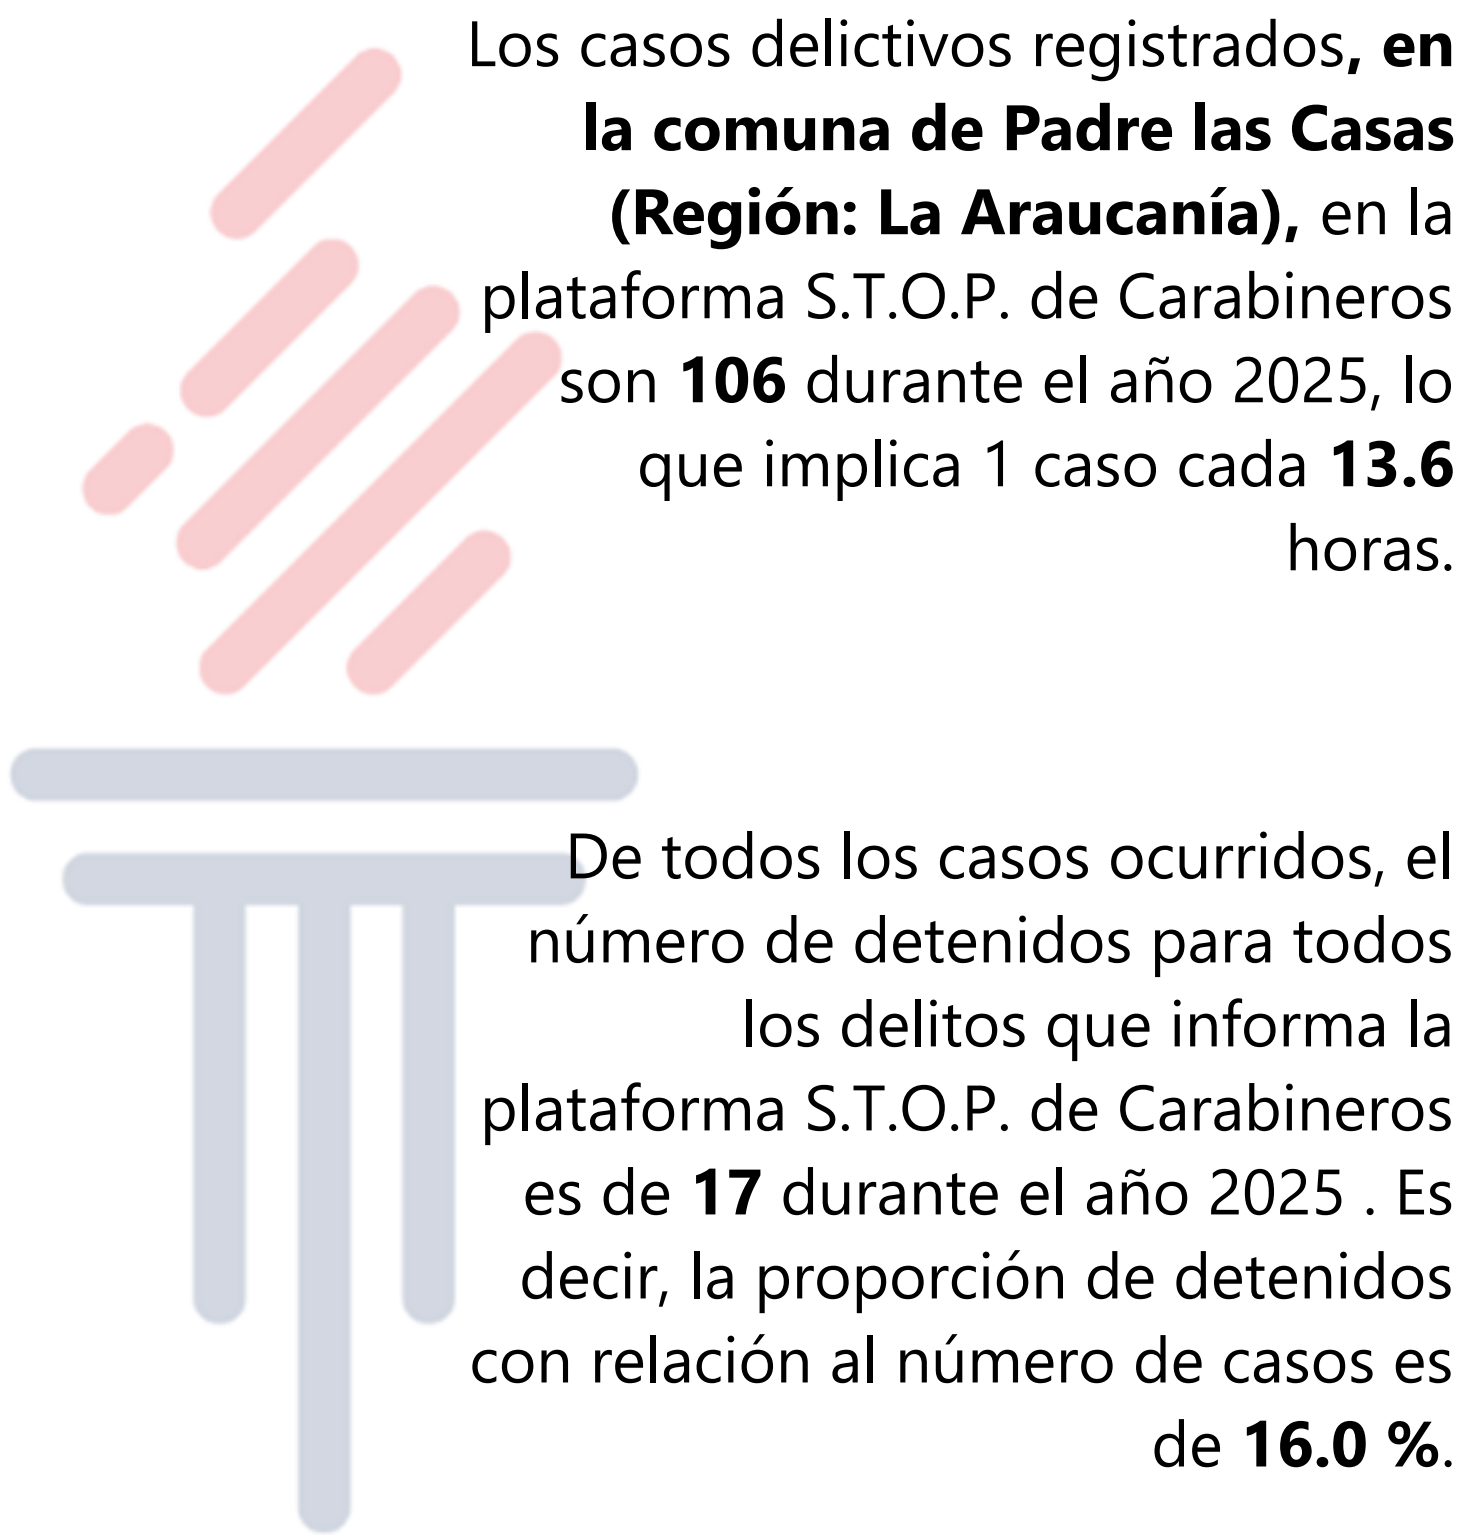 Los casos delictivos registrados, en
la comuna de Padre las Casas
(Región: La Araucanía), en la
plataforma S.T.O.P. de Carabineros
son 106 durante el año 2025, lo
que implica 1 caso cada 13.6
horas.
De todos los casos ocurridos, el
número de detenidos para todos
los delitos que informa la
plataforma S.T.O.P. de Carabineros
es de 17 durante el año 2025 . Es
decir, la proporción de detenidos
con relación al número de casos es
de 16.0 %.